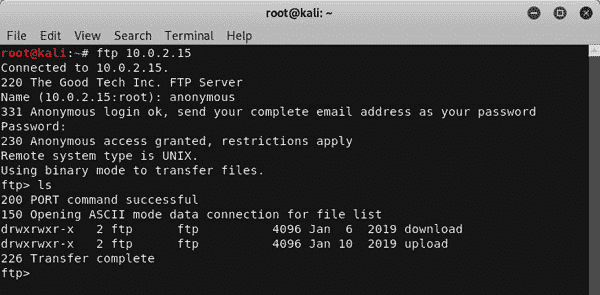 root@kali: ~
File Edit View Search Terminal Help
root@kali:~# ftp 10.0.2.15
Connected to 10.0.2.15.
220 The Good Tech Inc. FTP Server
Name (10.0.2.15:root): anonymous
331 Anonymous login ok, send your complete email address as your password
Password:
230 Anonymous access granted, restrictions apply
Remote system type is UNIX.
Using binary mode to transfer files.
ftp> ls
200 PORT command successful
150 Opening ASCII mode data connection for file list
drwxrwxr-x   2 ftp      ftp          4096 Jan  6  2019 download
drwxrwxr-x   2 ftp      ftp          4096 Jan 10  2019 upload
226 Transfer complete
ftp>